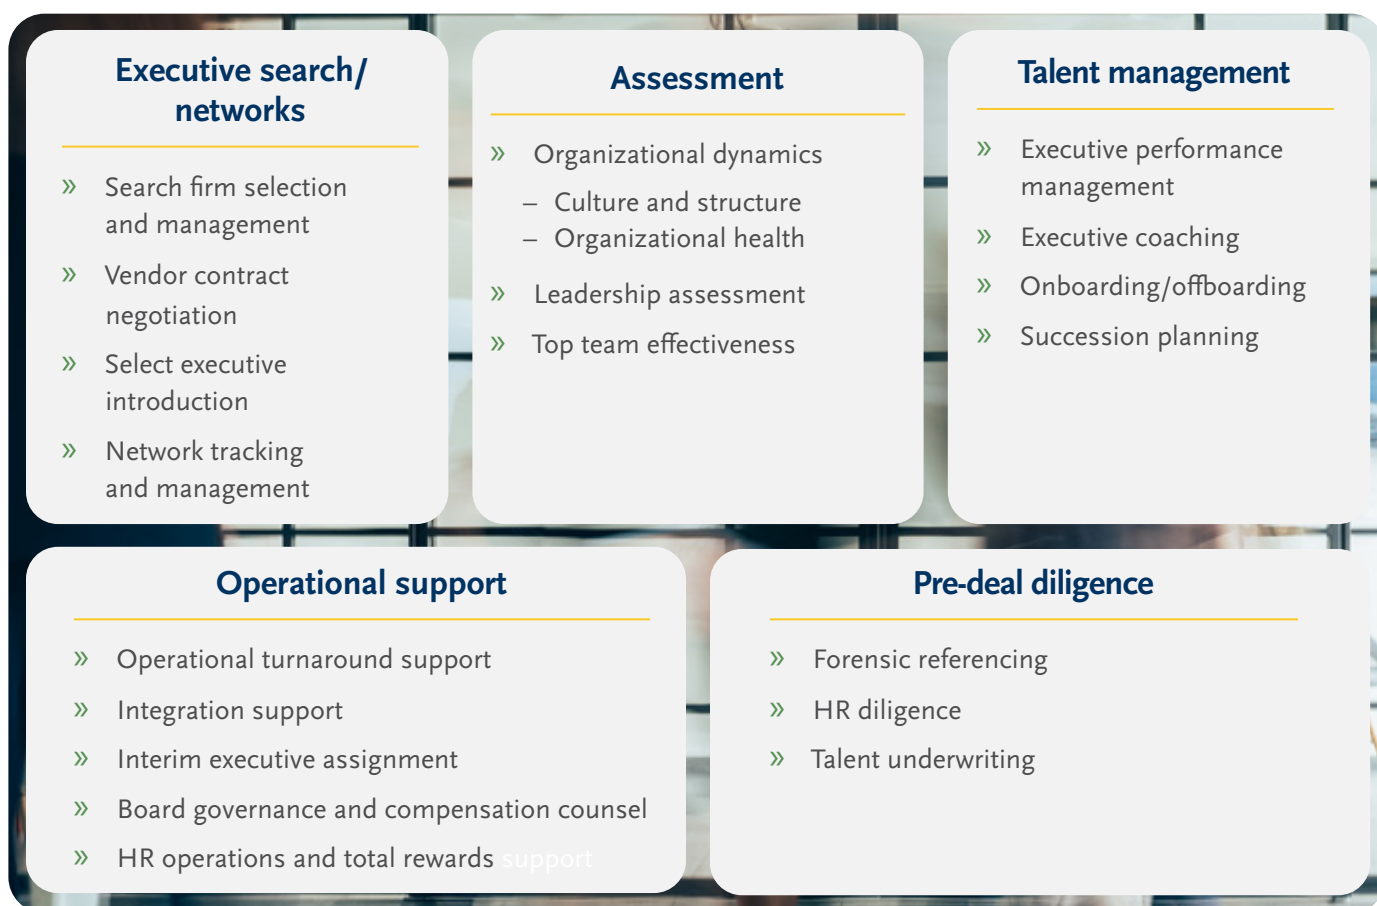 Executive search/
networks
» Search firm selection
and management
» Vendor contract
negotiation
» Select executive
introduction
» Network tracking
and management
Assessment
» Organizational dynamics
– Culture and structure
– Organizational health
» Leadership assessment
» Top team effectiveness
Talent management
» Executive performance
management
» Executive coaching
» Onboarding/offboarding
» Succession planning
Operational support
» Operational turnaround support
» Integration support
» Interim executive assignment
» Board governance and compensation counsel
» HR operations and total rewards support
Pre-deal diligence
» Forensic referencing
» HR diligence
» Talent underwriting